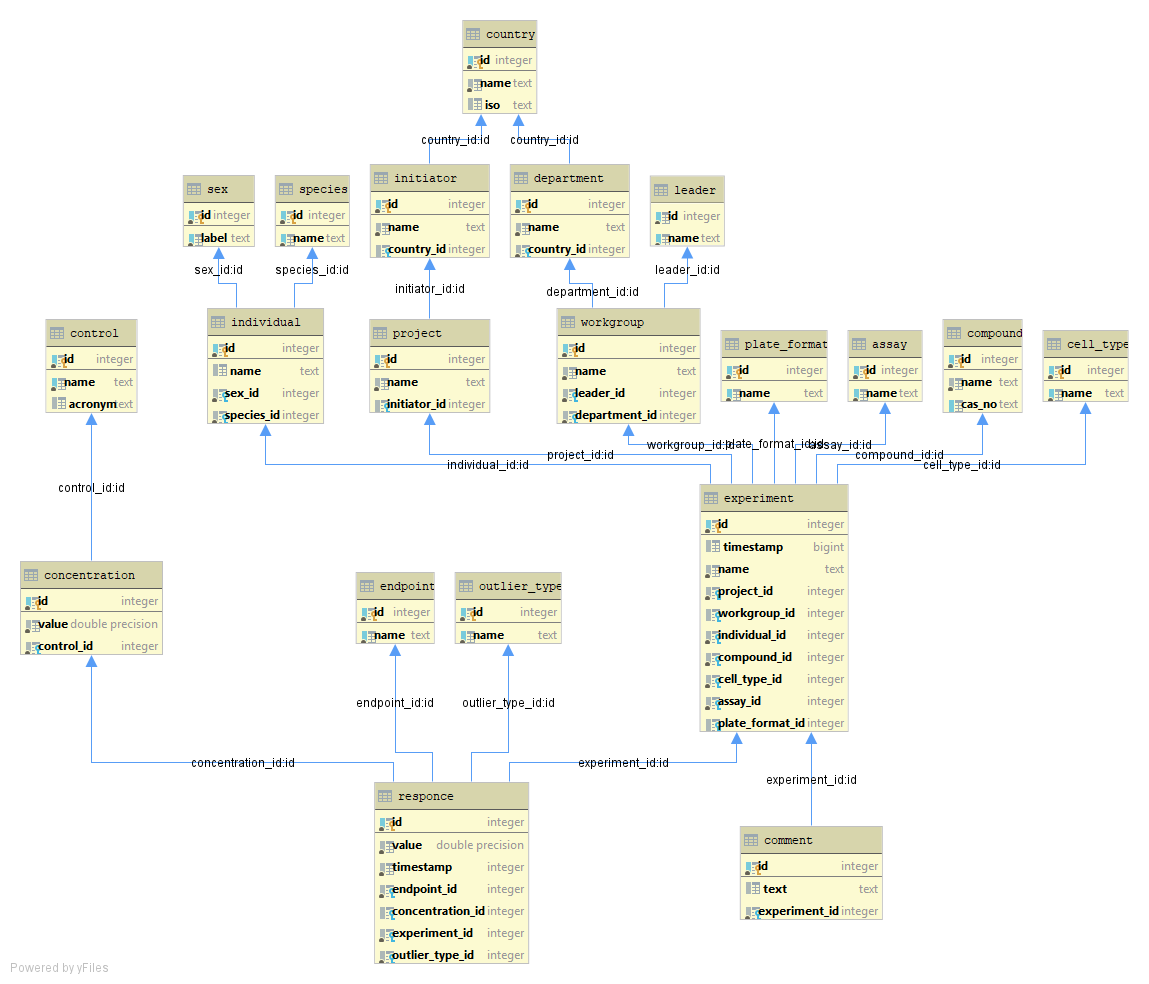 country
id integer
name text
iso text
country_id:id
country_id:id
sex
id integer
label text
species
id integer
name text
initiator
id integer
name text
country_id integer
department
id integer
name text
country_id integer
leader
id integer
name text
sex_id:id
species_id:id
initiator_id:id
department_id:id
leader_id:id
control
id integer
name text
acronym text
individual
id integer
name text
sex_id integer
species_id integer
project
id integer
name text
initiator_id integer
workgroup
id integer
name text
leader_id integer
department_id integer
plate_format
id integer
name text
assay
id integer
name text
compound
id integer
name text
cas_no text
cell_type
id integer
name text
control_id:id
individual_id:id
project_id:id
workgroup_id:id
plate_format_id:id
assay_id:id
compound_id:id
cell_type_id:id
experiment
id integer
timestamp bigint
name text
project_id integer
workgroup_id integer
individual_id integer
compound_id integer
cell_type_id integer
assay_id integer
plate_format_id integer
concentration
id integer
value double precision
control_id integer
endpoint
id integer
name text
outlier_type
id integer
name text
endpoint_id:id
outlier_type_id:id
concentration_id:id
experiment_id:id
experiment_id:id
responce
id integer
value double precision
timestamp integer
endpoint_id integer
concentration_id integer
experiment_id integer
outlier_type_id integer
comment
id integer
text text
experiment_id integer
Powered by yFiles